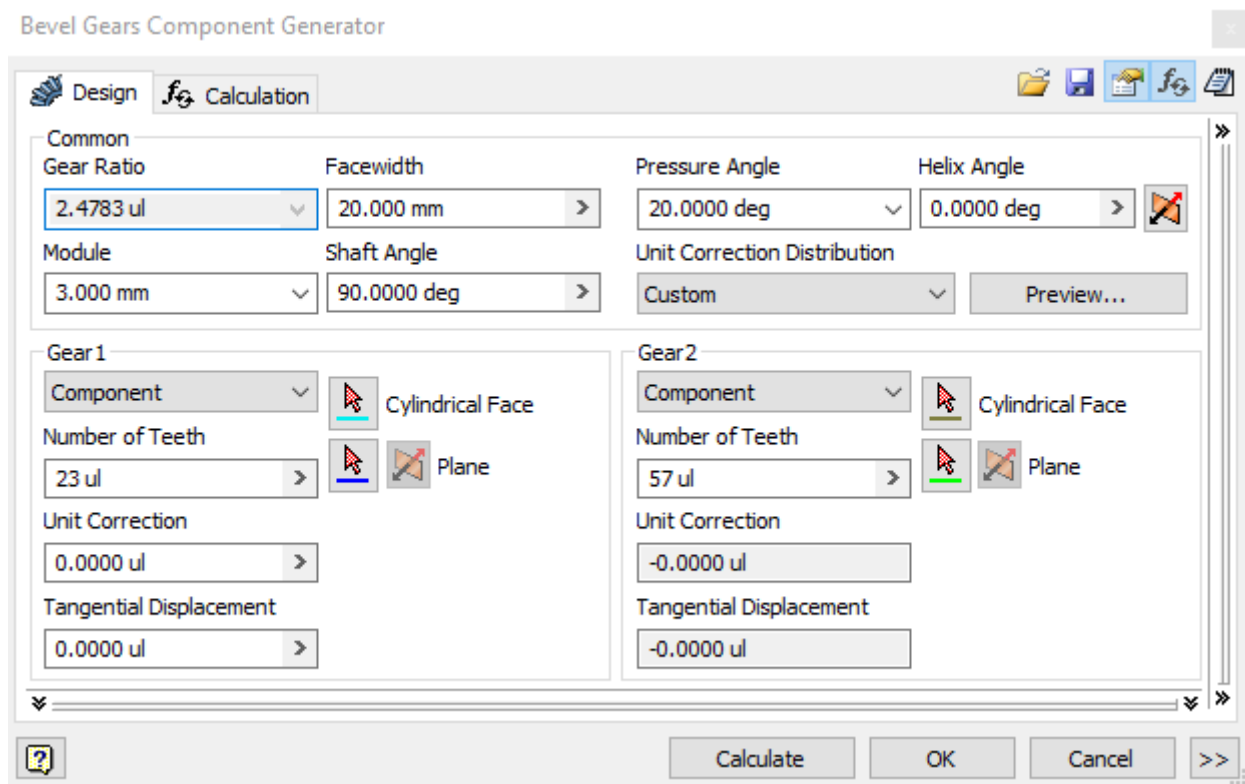 Bevel Gears Component Generator
x
Design
Calculation
Common
Gear Ratio Facewidth Pressure Angle Helix Angle
2.4783 ul 20.000 mm > 20.0000 deg 0.0000 deg >
Module Shaft Angle Unit Correction Distribution
3.000 mm 90.0000 deg > Custom Preview...
Gear1
Component
Cylindrical Face
Number of Teeth
23 ul >
Plane
Unit Correction
0.0000 ul >
Tangential Displacement
0.0000 ul >
Gear2
Component
Cylindrical Face
Number of Teeth
57 ul >
Plane
Unit Correction
-0.0000 ul
Tangential Displacement
-0.0000 ul
? Calculate OK Cancel >>